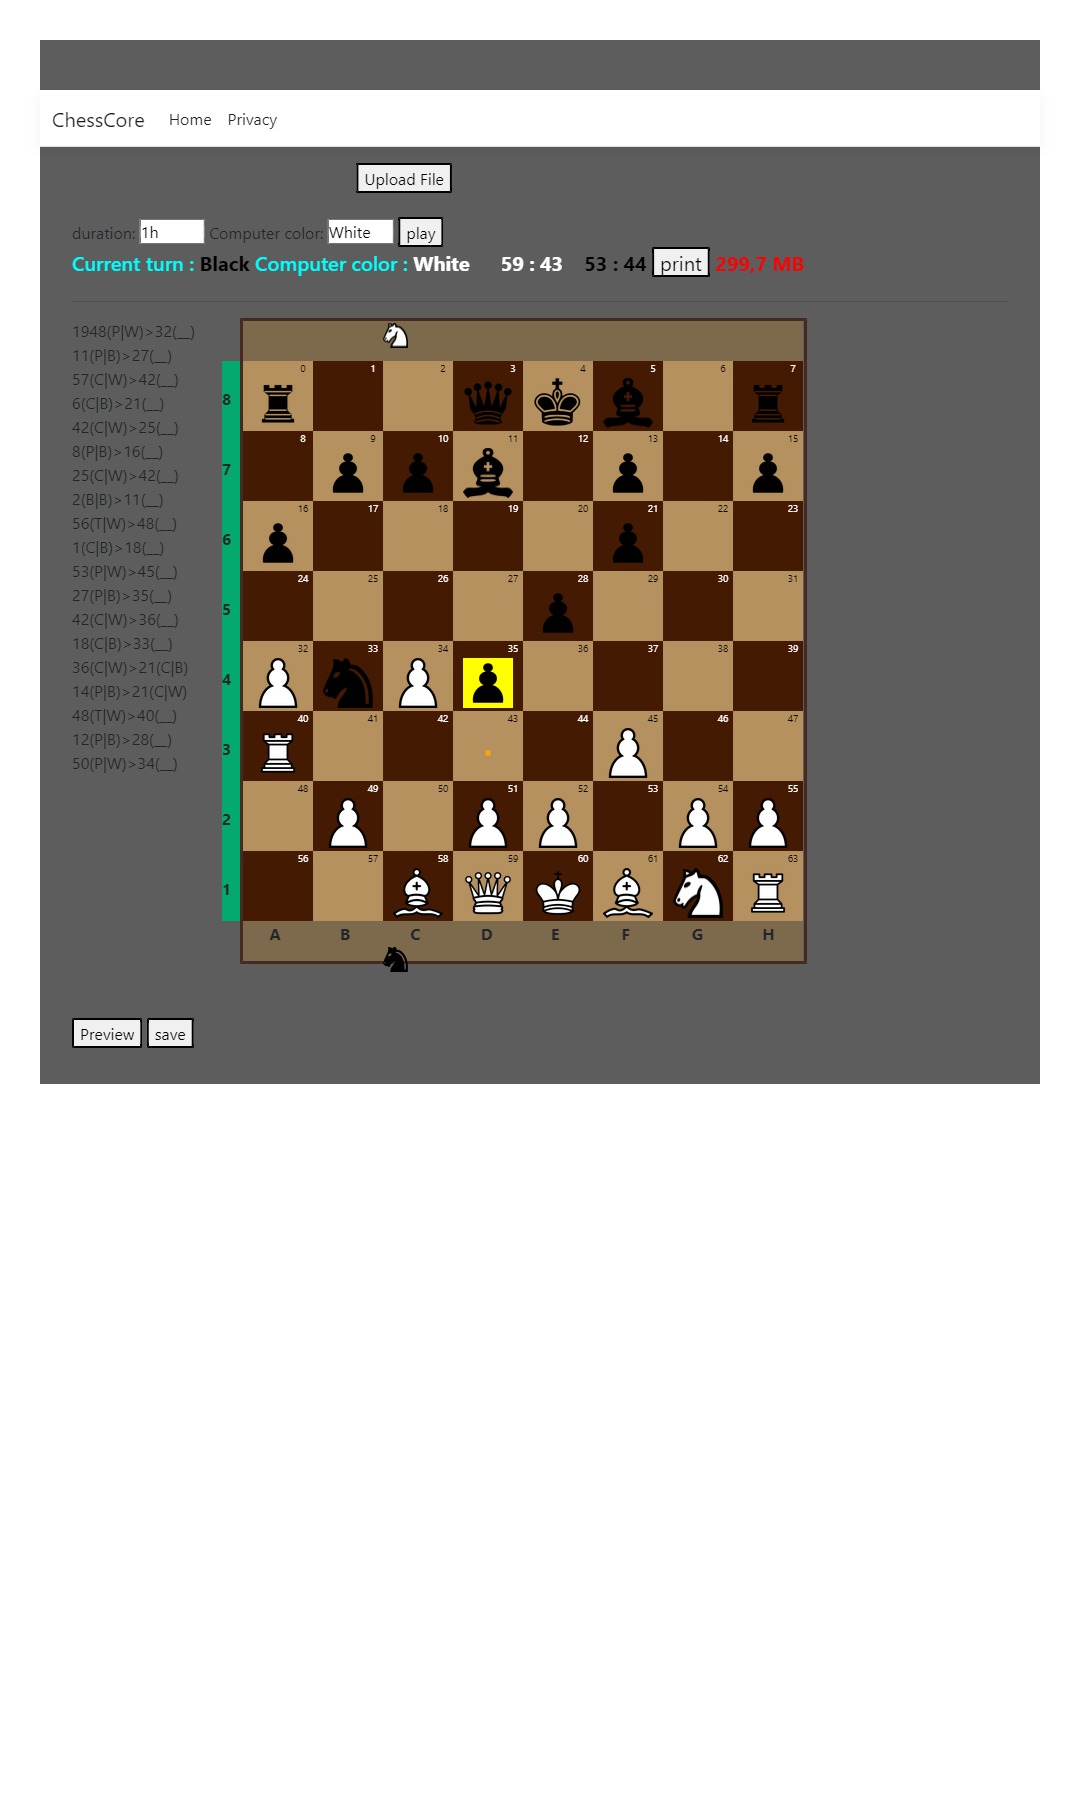 ChessCore Home Privacy
Upload File
duration: 1h Computer color: White play
Current turn : Black Computer color : White 59 : 43 53 : 44 print 299,7 MB
1948(P|W)>32(__)
11(P|B)>27(__)
57(C|W)>42(__)
6(C|B)>21(__)
42(C|W)>25(__)
8(P|B)>16(__)
25(C|W)>42(__)
2(B|B)>11(__)
56(T|W)>48(__)
1(C|B)>18(__)
53(P|W)>45(__)
27(P|B)>35(__)
42(C|W)>36(__)
18(C|B)>33(__)
36(C|W)>21(C|B)
14(P|B)>21(C|W)
48(T|W)>40(__)
12(P|B)>28(__)
50(P|W)>34(__)
0 1 2 3 4 5 6 7
8
8 9 10 11 12 13 14 15
7
16 17 18 19 20 21 22 23
6
24 25 26 27 28 29 30 31
5
32 33 34 35 36 37 38 39
4
40 41 42 43 44 45 46 47
3
48 49 50 51 52 53 54 55
2
56 57 58 59 60 61 62 63
1
A B C D E F G H
Preview save